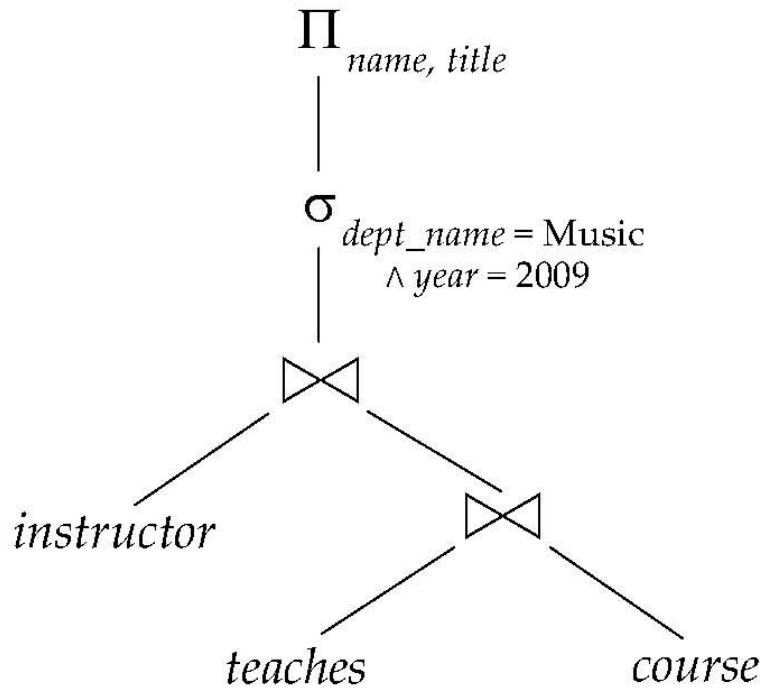 Π name, title
σ dept_name = Music
∧ year = 2009
⋈
instructor
⋈
teaches
course